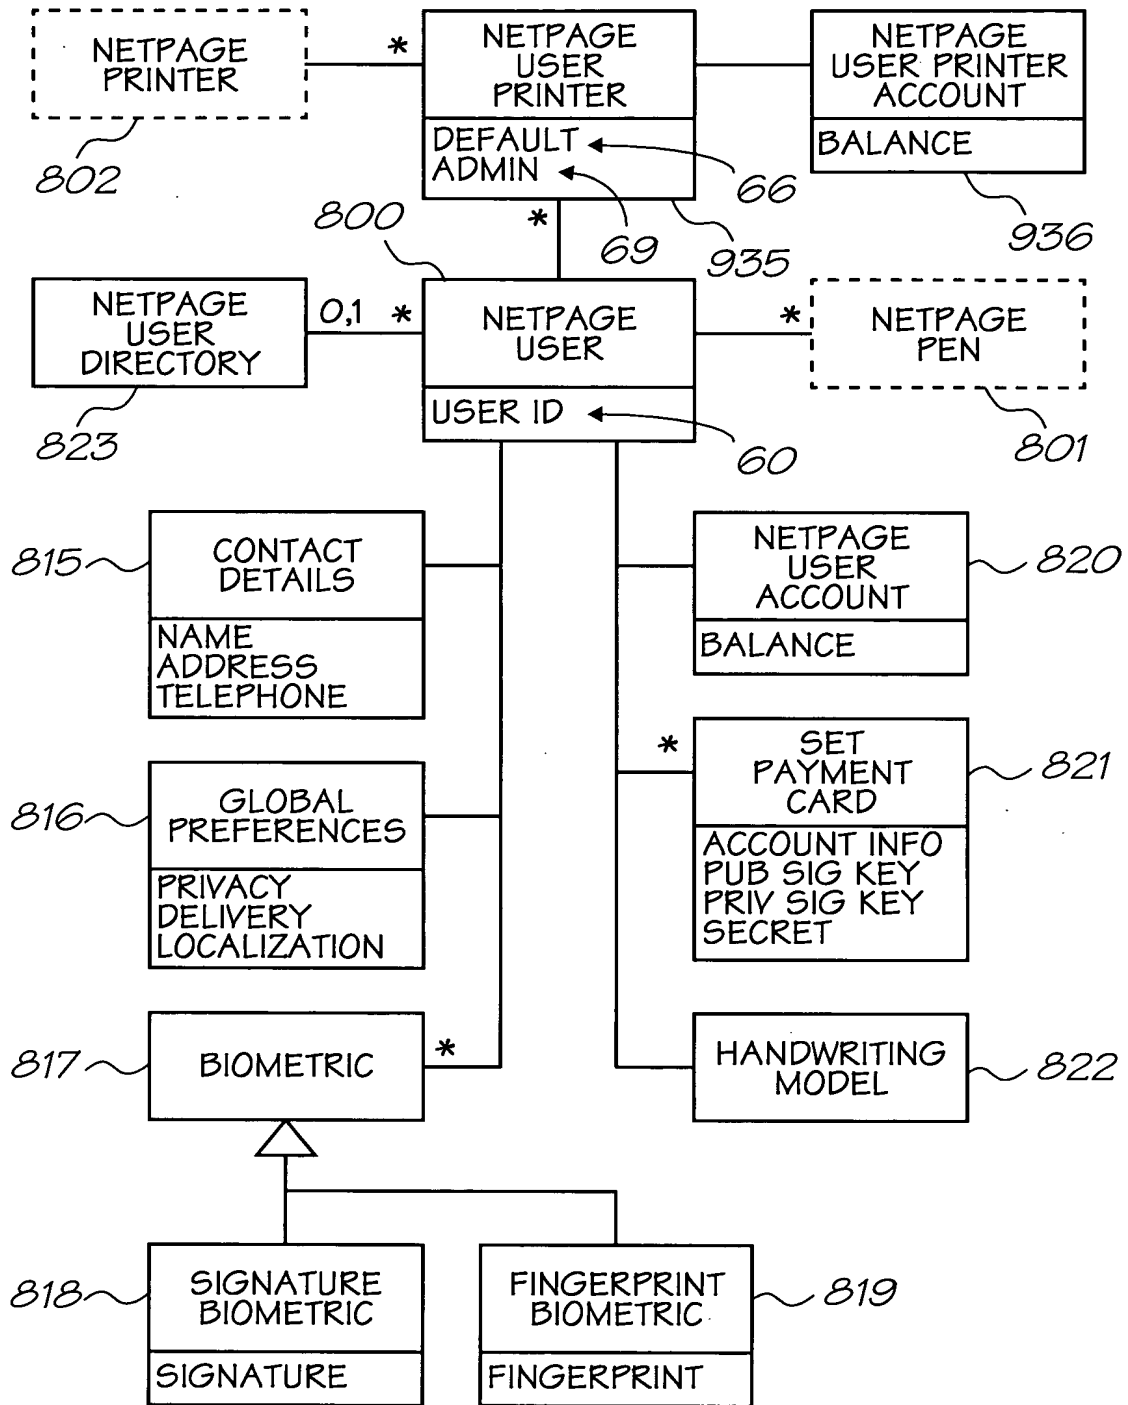 NETPAGE
PRINTER
802
*
NETPAGE
USER
PRINTER
DEFAULT
ADMIN
66
69
935
NETPAGE
USER PRINTER
ACCOUNT
BALANCE
936
*
800
NETPAGE
USER
DIRECTORY
823
0,1
*
NETPAGE
USER
USER ID
60
*
NETPAGE
PEN
801
815
CONTACT
DETAILS
NAME
ADDRESS
TELEPHONE
NETPAGE
USER
ACCOUNT
BALANCE
820
816
GLOBAL
PREFERENCES
PRIVACY
DELIVERY
LOCALIZATION
*
SET
PAYMENT
CARD
ACCOUNT INFO
PUB SIG KEY
PRIV SIG KEY
SECRET
821
817
BIOMETRIC
*
HANDWRITING
MODEL
822
818
SIGNATURE
BIOMETRIC
SIGNATURE
FINGERPRINT
BIOMETRIC
FINGERPRINT
819